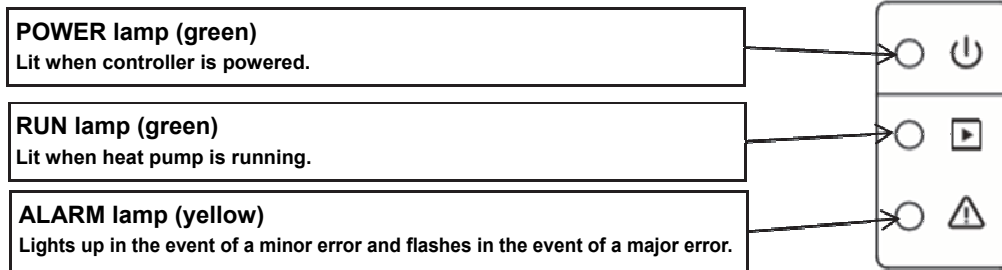 POWER lamp (green)
Lit when controller is powered.
RUN lamp (green)
Lit when heat pump is running.
ALARM lamp (yellow)
Lights up in the event of a minor error and flashes in the event of a major error.